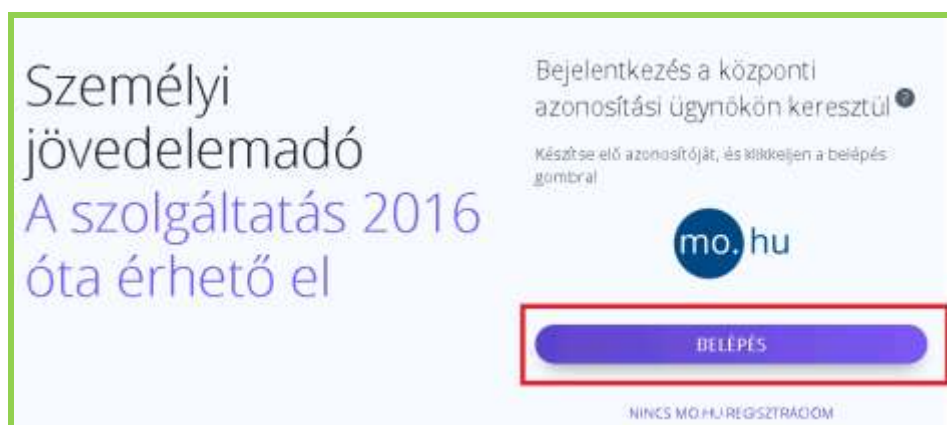 Személyi
jövedelemadó
A szolgáltatás 2016
óta érhető el
Bejelentkezés a központi
azonosítási ügynökön keresztül ?
Készítse elő azonosítóját, és klikkeljen a belépés
gombra!
mo.hu
BELÉPÉS
NINCS MO.HU REGISZTRÁCIÓM